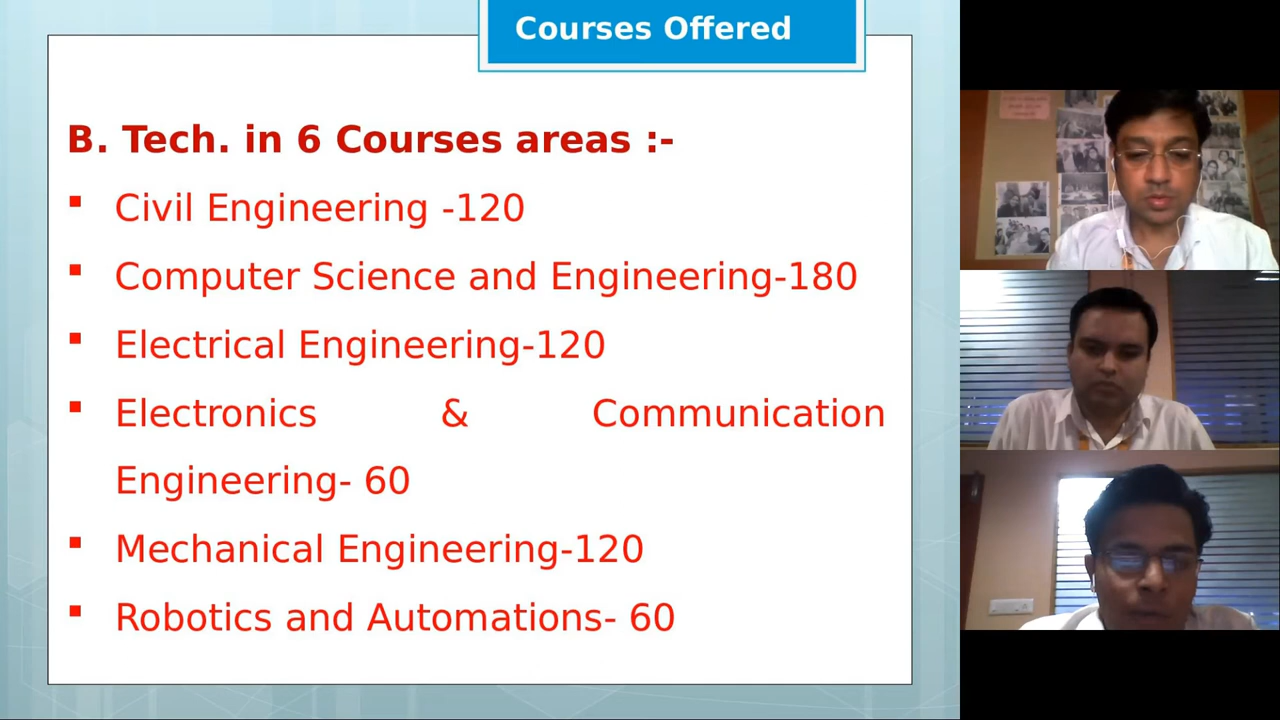 Courses Offered
B. Tech. in 6 Courses areas :-
▪ Civil Engineering -120
▪ Computer Science and Engineering-180
▪ Electrical Engineering-120
▪ Electronics & Communication
Engineering- 60
▪ Mechanical Engineering-120
▪ Robotics and Automations- 60